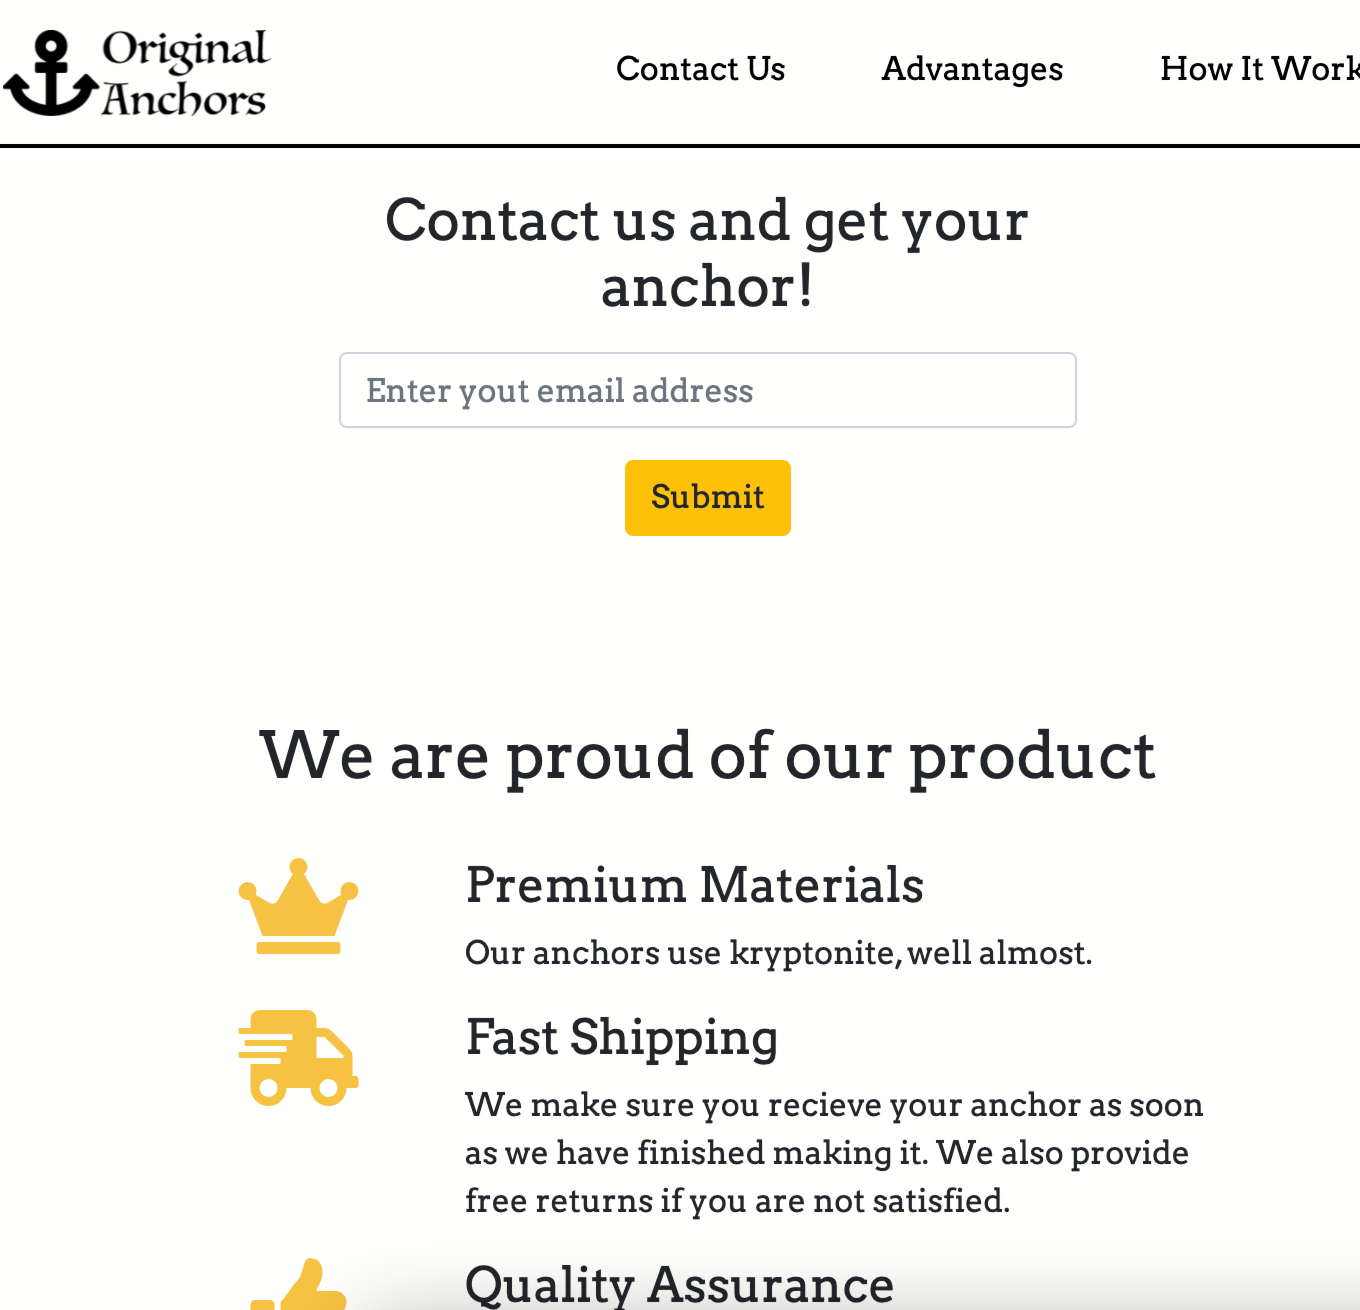 Original
Anchors
Contact Us
Advantages
How It Work
Contact us and get your
anchor!
Enter yout email address
Submit
We are proud of our product
Premium Materials
Our anchors use kryptonite, well almost.
Fast Shipping
We make sure you recieve your anchor as soon
as we have finished making it. We also provide
free returns if you are not satisfied.
Quality Assurance